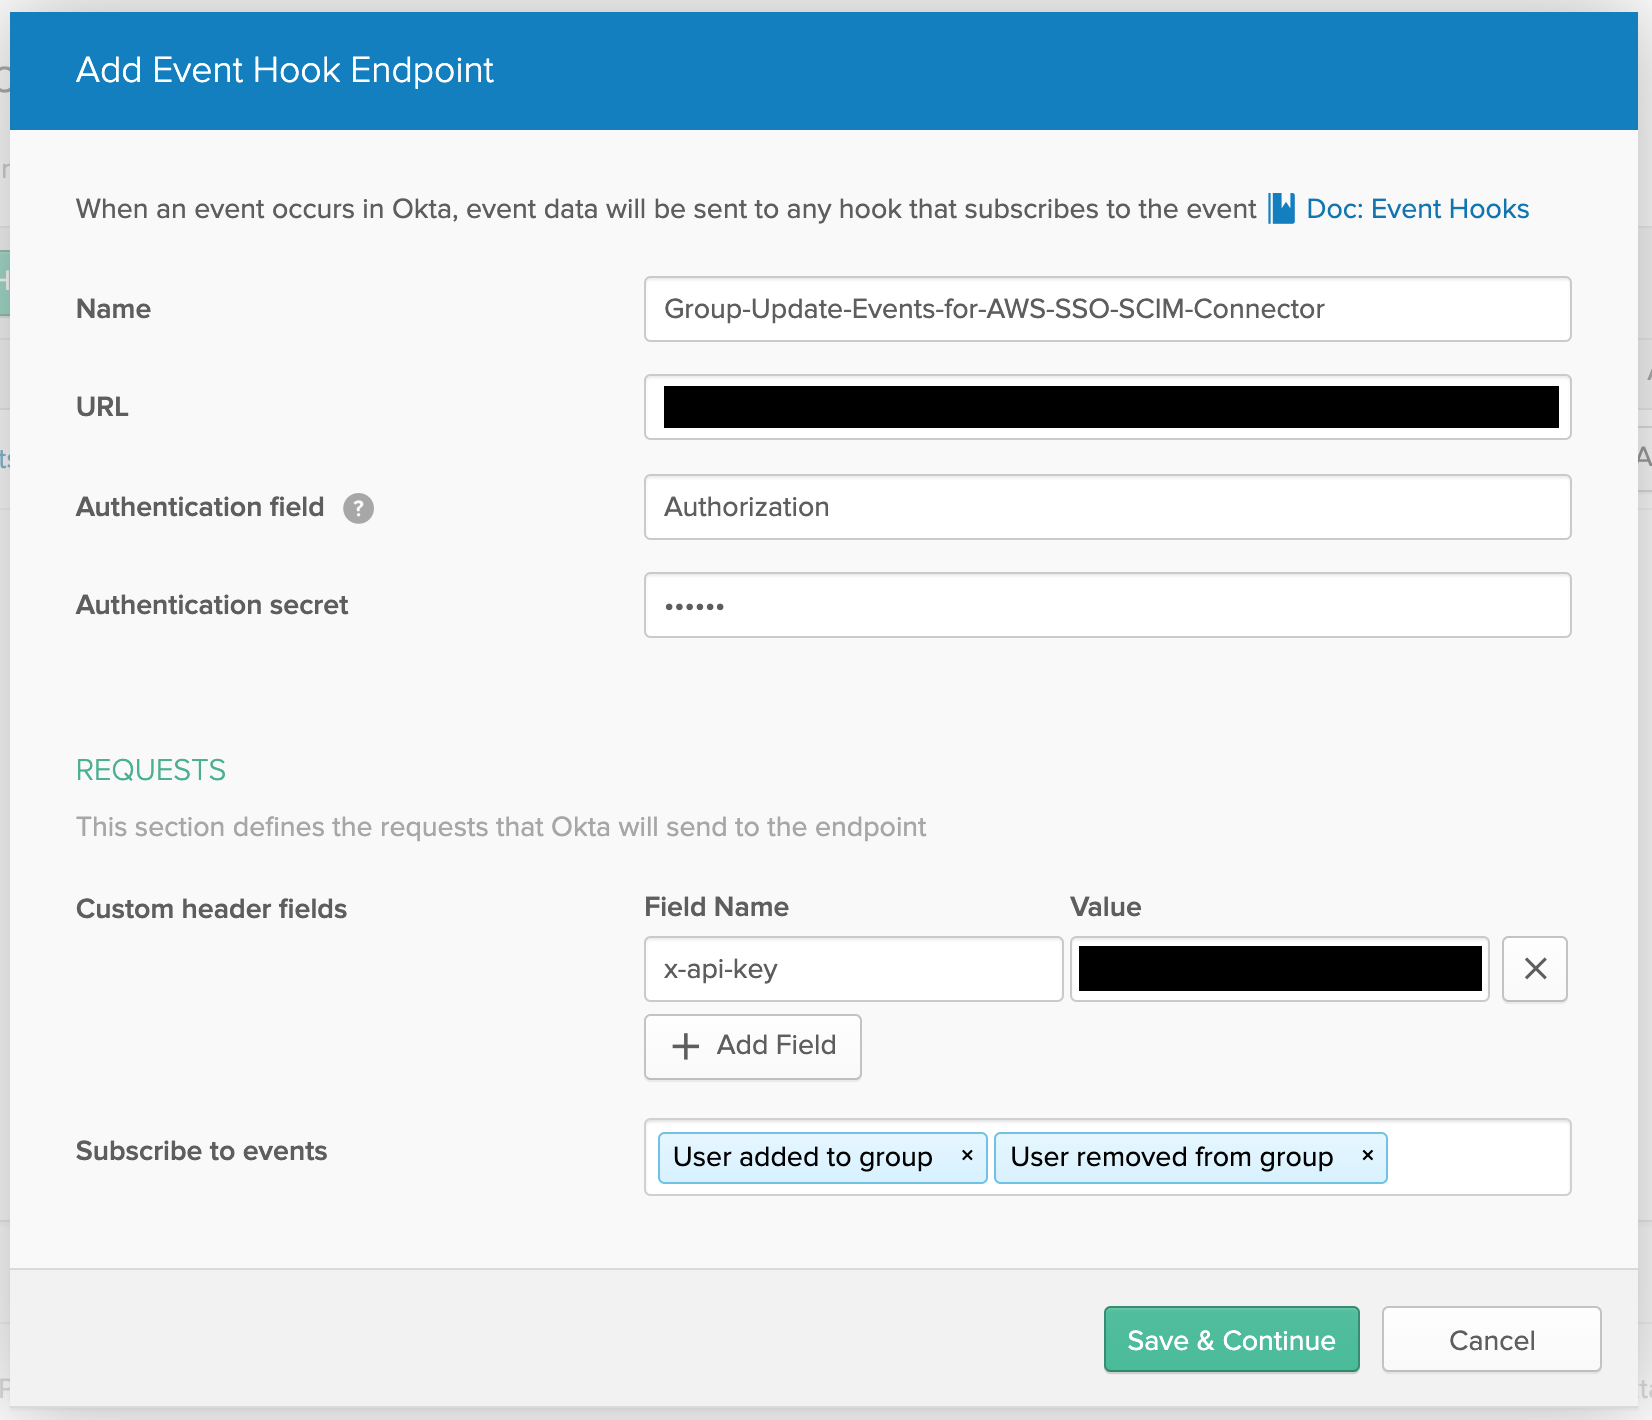 Add Event Hook Endpoint
When an event occurs in Okta, event data will be sent to any hook that subscribes to the event Doc: Event Hooks
Name Group-Update-Events-for-AWS-SSO-SCIM-Connector
URL
Authentication field ? Authorization
Authentication secret ••••••
REQUESTS
This section defines the requests that Okta will send to the endpoint
Custom header fields Field Name Value
x-api-key
Add Field
Subscribe to events User added to group × User removed from group ×
Save & Continue Cancel